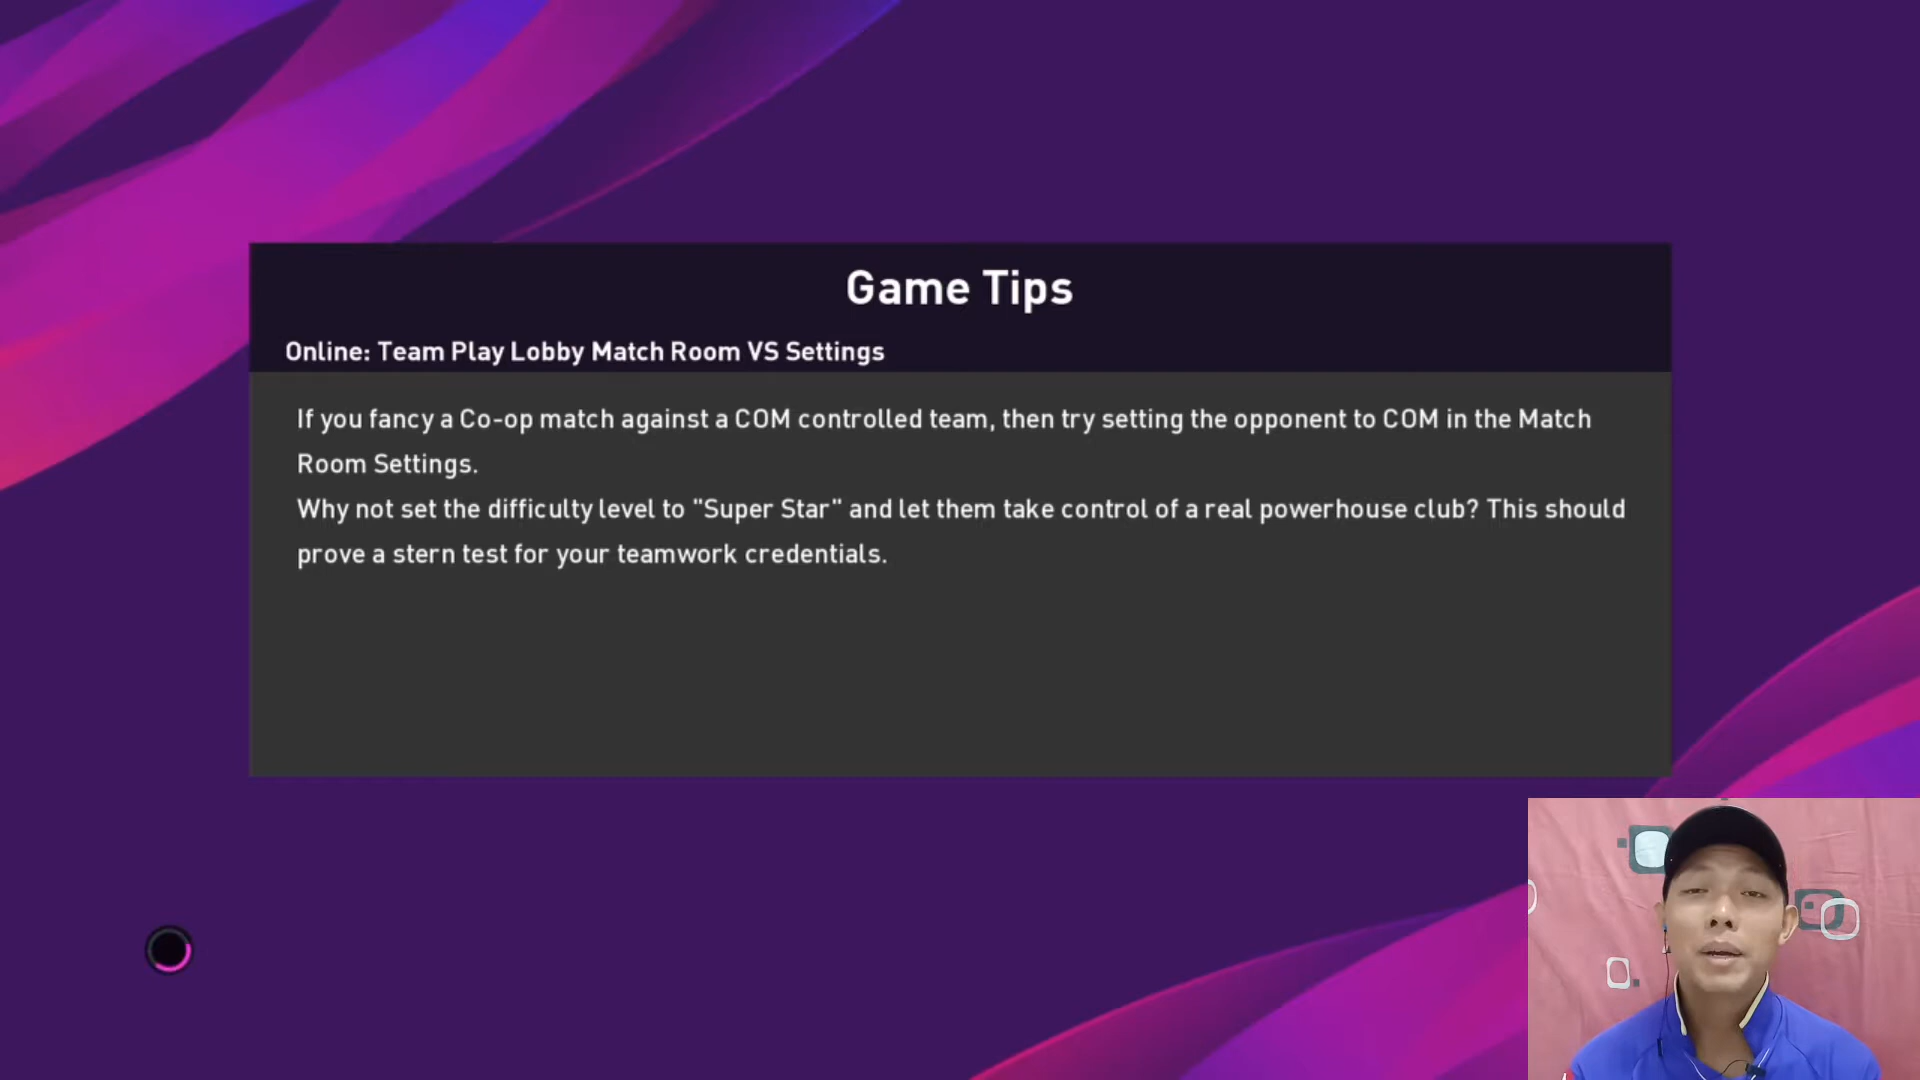 Game Tips
Online: Team Play Lobby Match Room VS Settings
If you fancy a Co-op match against a COM controlled team, then try setting the opponent to COM in the Match
Room Settings.
Why not set the difficulty level to "Super Star" and let them take control of a real powerhouse club? This should
prove a stern test for your teamwork credentials.